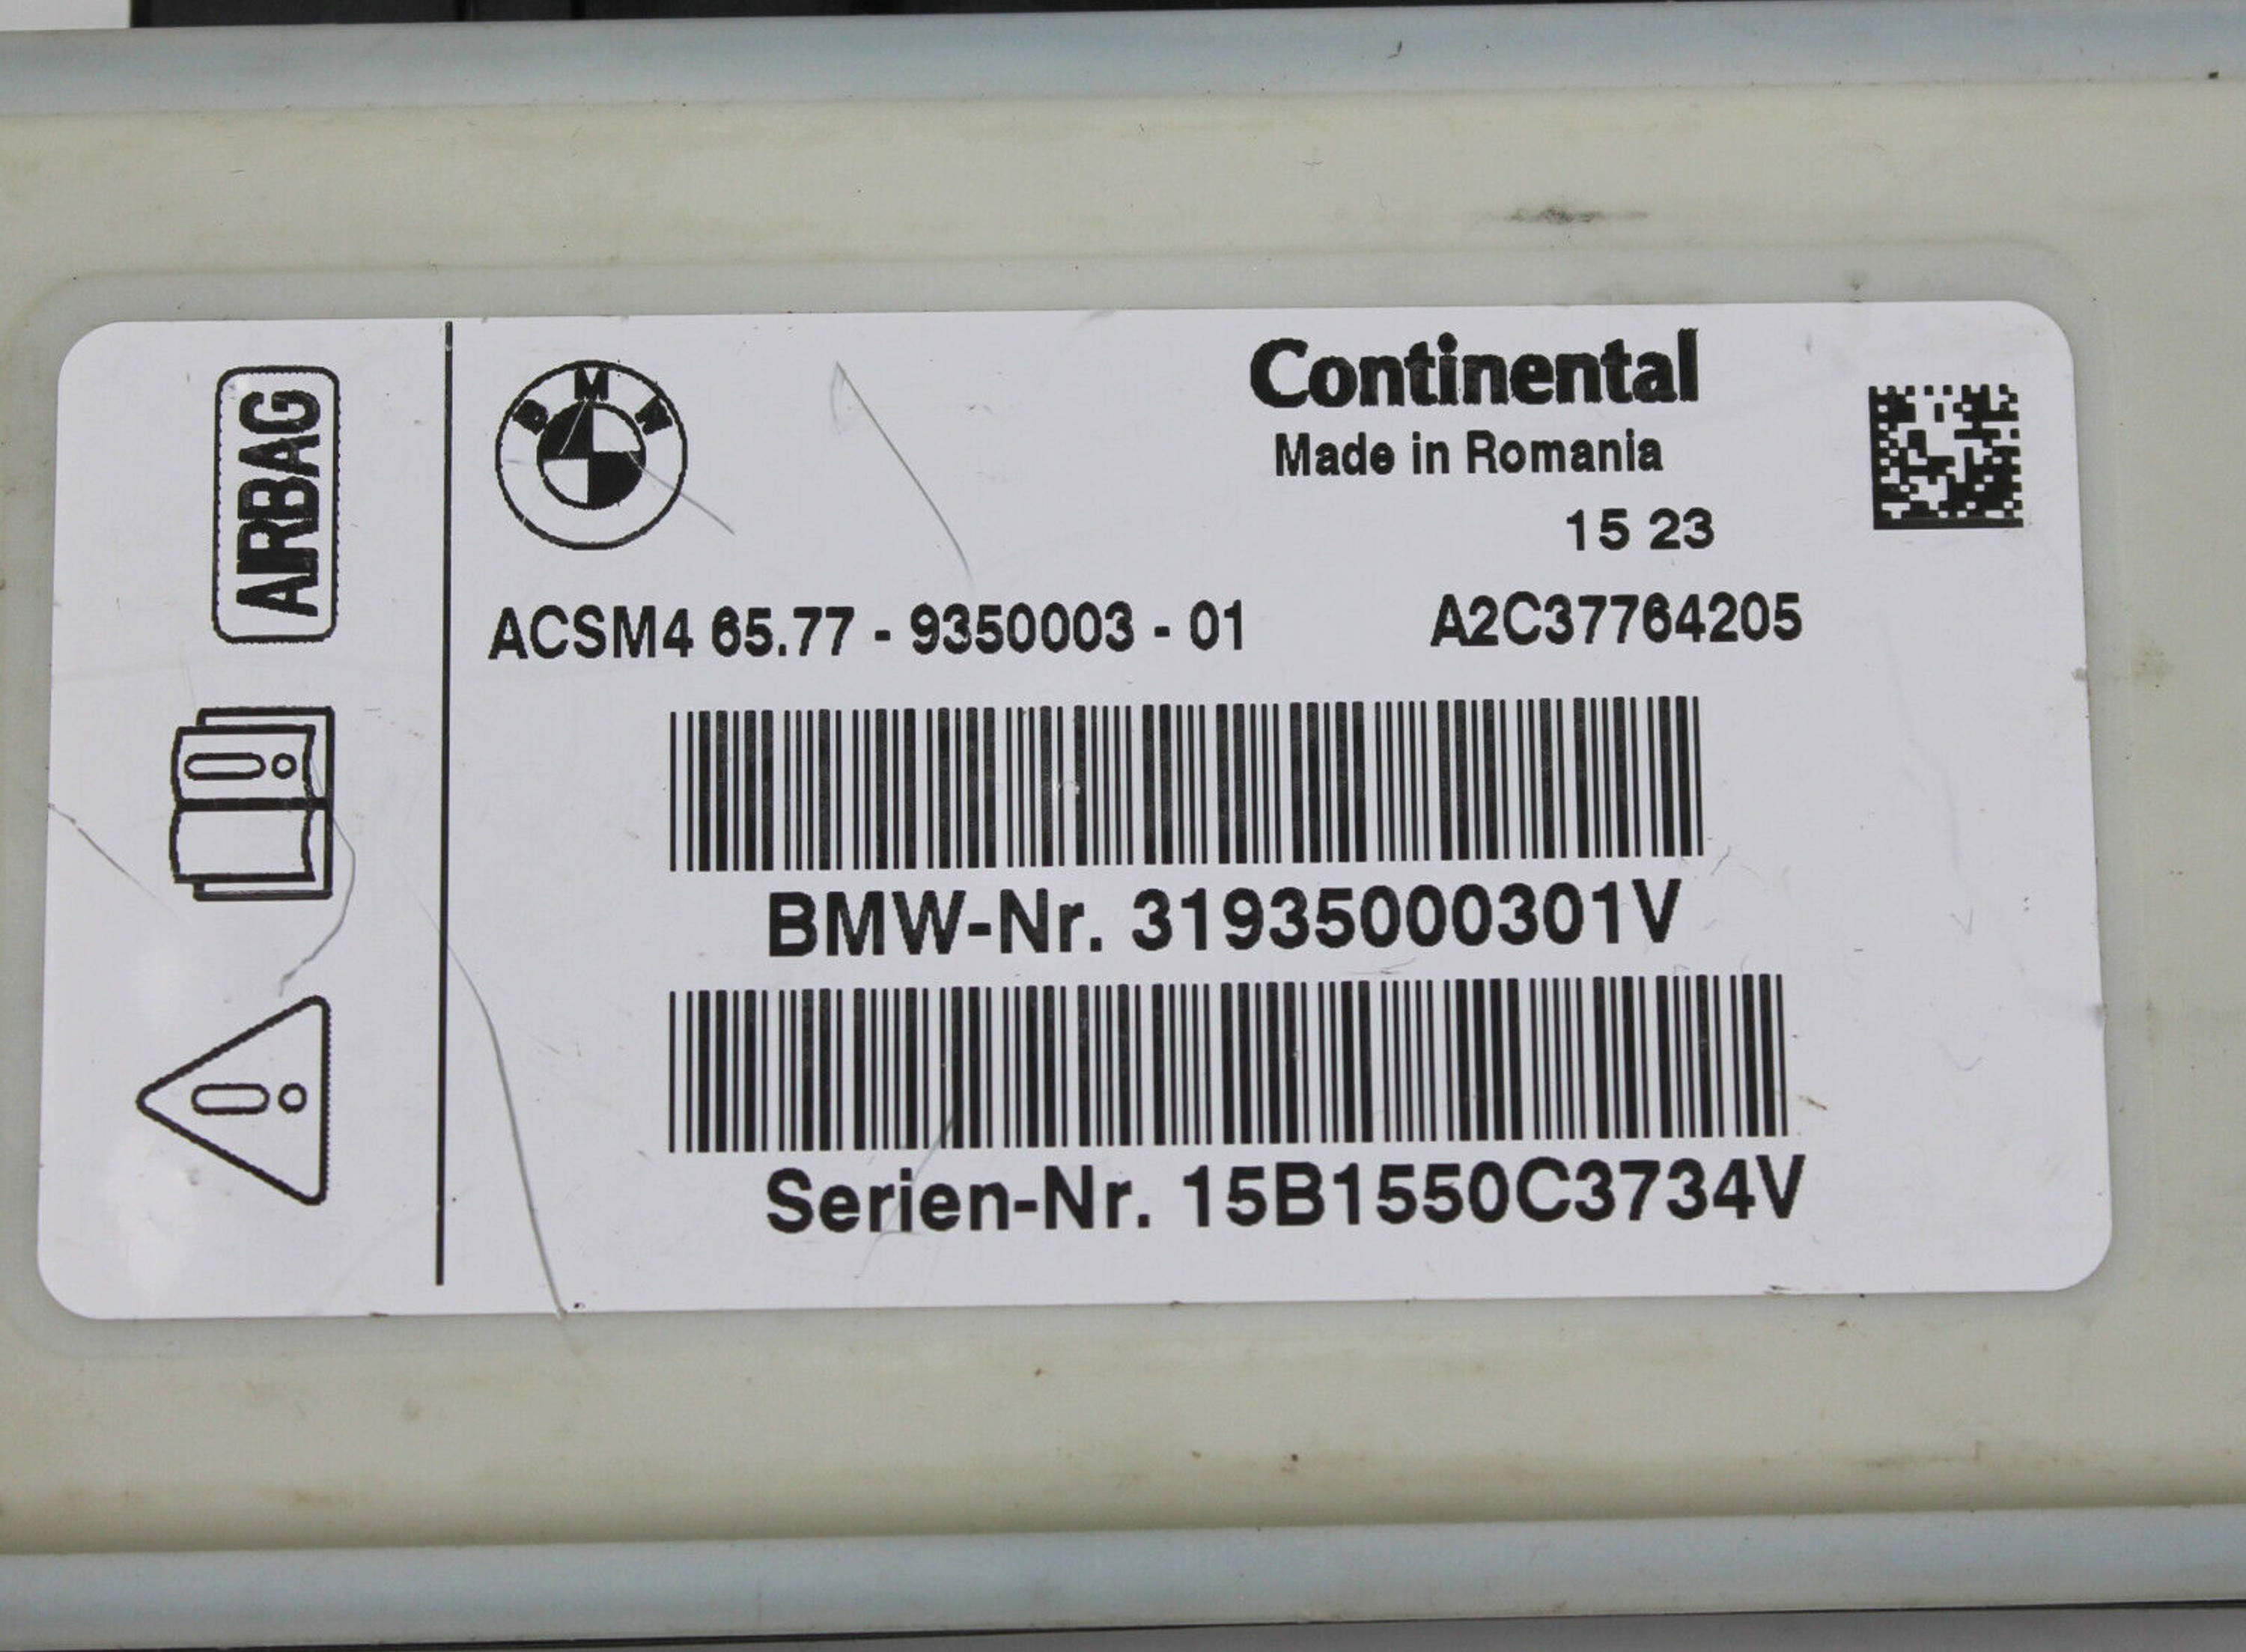 AIRBAG
BMW
Continental
Made in Romania
15 23
ACSM4 65.77 - 9350003 - 01 A2C37764205
BMW-Nr. 31935000301V
Serien-Nr. 15B1550C3734V